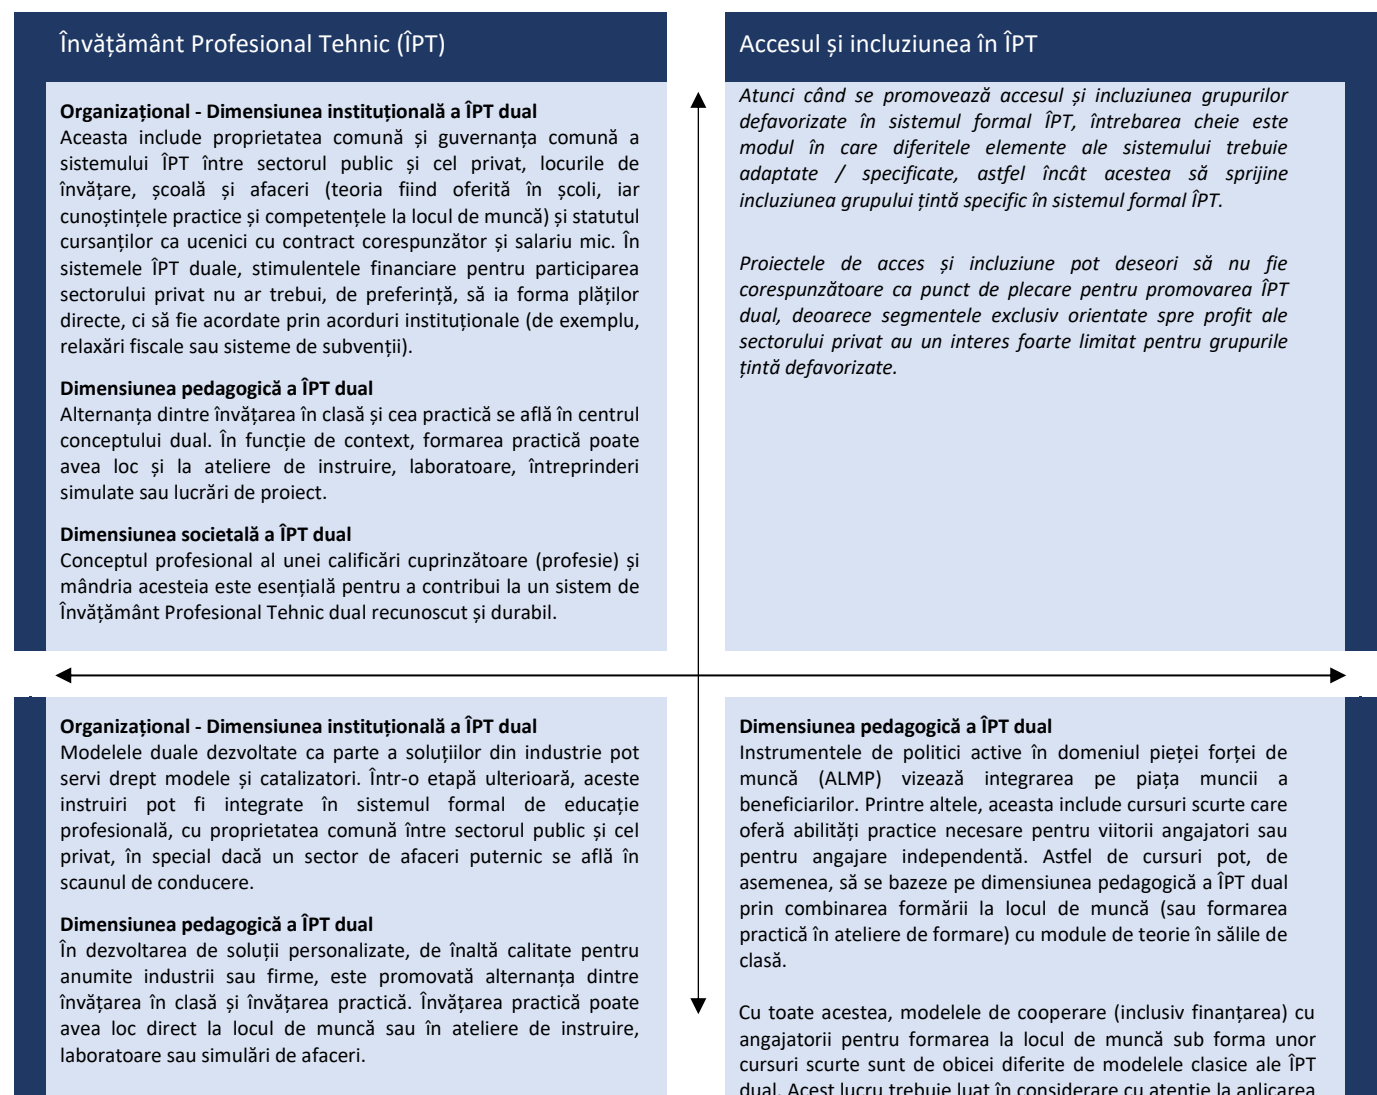 Învățământ Profesional Tehnic (ÎPT)
Organizațional - Dimensiunea instituțională a ÎPT dual
Aceasta include proprietatea comună și guvernanța comună a
sistemului ÎPT între sectorul public și cel privat, locurile de
învățare, școală și afaceri (teoria fiind oferită în școli, iar
cunoștințele practice și competențele la locul de muncă) și statutul
cursanților ca ucenici cu contract corespunzător și salariu mic. În
sistemele ÎPT duale, stimulentele financiare pentru participarea
sectorului privat nu ar trebui, de preferință, să ia forma plăților
directe, ci să fie acordate prin acorduri instituționale (de exemplu,
relaxări fiscale sau sisteme de subvenții).
Dimensiunea pedagogică a ÎPT dual
Alternanța dintre învățarea în clasă și cea practică se află în centrul
conceptului dual. În funcție de context, formarea practică poate
avea loc și la ateliere de instruire, laboratoare, întreprinderi
simulate sau lucrări de proiect.
Dimensiunea societală a ÎPT dual
Conceptul profesional al unei calificări cuprinzătoare (profesie) și
mândria acesteia este esențială pentru a contribui la un sistem de
Învățământ Profesional Tehnic dual recunoscut și durabil.
Accesul și incluziunea în ÎPT
Atunci când se promovează accesul și incluziunea grupurilor
defavorizate în sistemul formal ÎPT, întrebarea cheie este
modul în care diferitele elemente ale sistemului trebuie
adaptate / specificate, astfel încât acestea să sprijine
incluziunea grupului țintă specific în sistemul formal ÎPT.
Proiectele de acces și incluziune pot deseori să nu fie
corespunzătoare ca punct de plecare pentru promovarea ÎPT
dual, deoarece segmentele exclusiv orientate spre profit ale
sectorului privat au un interes foarte limitat pentru grupurile
țintă defavorizate.
Organizațional - Dimensiunea instituțională a ÎPT dual
Modelele duale dezvoltate ca parte a soluțiilor din industrie pot
servi drept modele și catalizatori. Într-o etapă ulterioară, aceste
instruiri pot fi integrate în sistemul formal de educație
profesională, cu proprietatea comună între sectorul public și cel
privat, în special dacă un sector de afaceri puternic se află în
scaunul de conducere.
Dimensiunea pedagogică a ÎPT dual
În dezvoltarea de soluții personalizate, de înaltă calitate pentru
anumite industrii sau firme, este promovată alternanța dintre
învățarea în clasă și învățarea practică. Învățarea practică poate
avea loc direct la locul de muncă sau în ateliere de instruire,
laboratoare sau simulări de afaceri.
Dimensiunea pedagogică a ÎPT dual
Instrumentele de politici active în domeniul pieței forței de
muncă (ALMP) vizează integrarea pe piața muncii a
beneficiarilor. Printre altele, aceasta include cursuri scurte care
oferă abilități practice necesare pentru viitorii angajatori sau
pentru angajare independentă. Astfel de cursuri pot, de
asemenea, să se bazeze pe dimensiunea pedagogică a ÎPT dual
prin combinarea formării la locul de muncă (sau formarea
practică în ateliere de formare) cu module de teorie în sălile de
clasă.
Cu toate acestea, modelele de cooperare (inclusiv finanțarea) cu
angajatorii pentru formarea la locul de muncă sub forma unor
cursuri scurte sunt de obicei diferite de modelele clasice ale ÎPT
dual. Acest lucru trebuie luat în considerare cu atenție la aplicarea